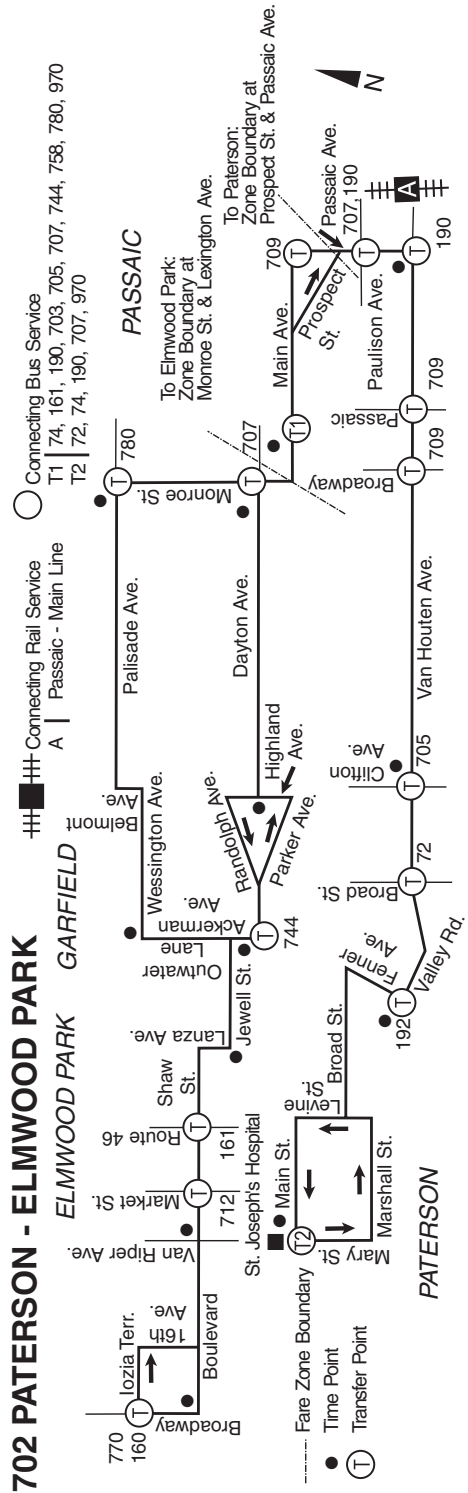 702 PATERSON - ELMWOOD PARK
Connecting Rail Service
A Passaic - Main Line
Connecting Bus Service
T1 74, 161, 190, 703, 705, 707, 744, 758, 780, 970
T2 72, 74, 190, 707, 970
ELMWOOD PARK
GARFIELD
PASSAIC
770
160
T
Iozia Terr.
16th
Ave.
Broadway
Boulevard
Van Riper Ave.
Market St.
T
712
Route 46
T
161
Shaw
St.
Lanza Ave.
Jewell St.
Outwater
Lane
Ackerman
Ave.
T
744
Wessington Ave.
Belmont
Ave.
Palisade Ave.
T
780
Monroe St.
Randolph Ave.
Parker Ave.
Highland
Ave.
Dayton Ave.
T
707
To Elmwood Park:
Zone Boundary at
Monroe St. & Lexington Ave.
T1
Main Ave.
709
T
Prospect
St.
To Paterson:
Zone Boundary at
Prospect St. & Passaic Ave.
Passaic Ave.
707, 190
T
Paulison Ave.
A
N
T
190
Passaic
T
709
Broadway
T
709
Van Houten Ave.
Clifton
Ave.
T
705
Broad St.
T
72
Valley Rd.
Fenner
Ave.
T
192
Broad St.
Levine
St.
Main St.
Marshall St.
Mary St.
T2
St. Joseph's Hospital
PATERSON
Fare Zone Boundary
Time Point
T Transfer Point